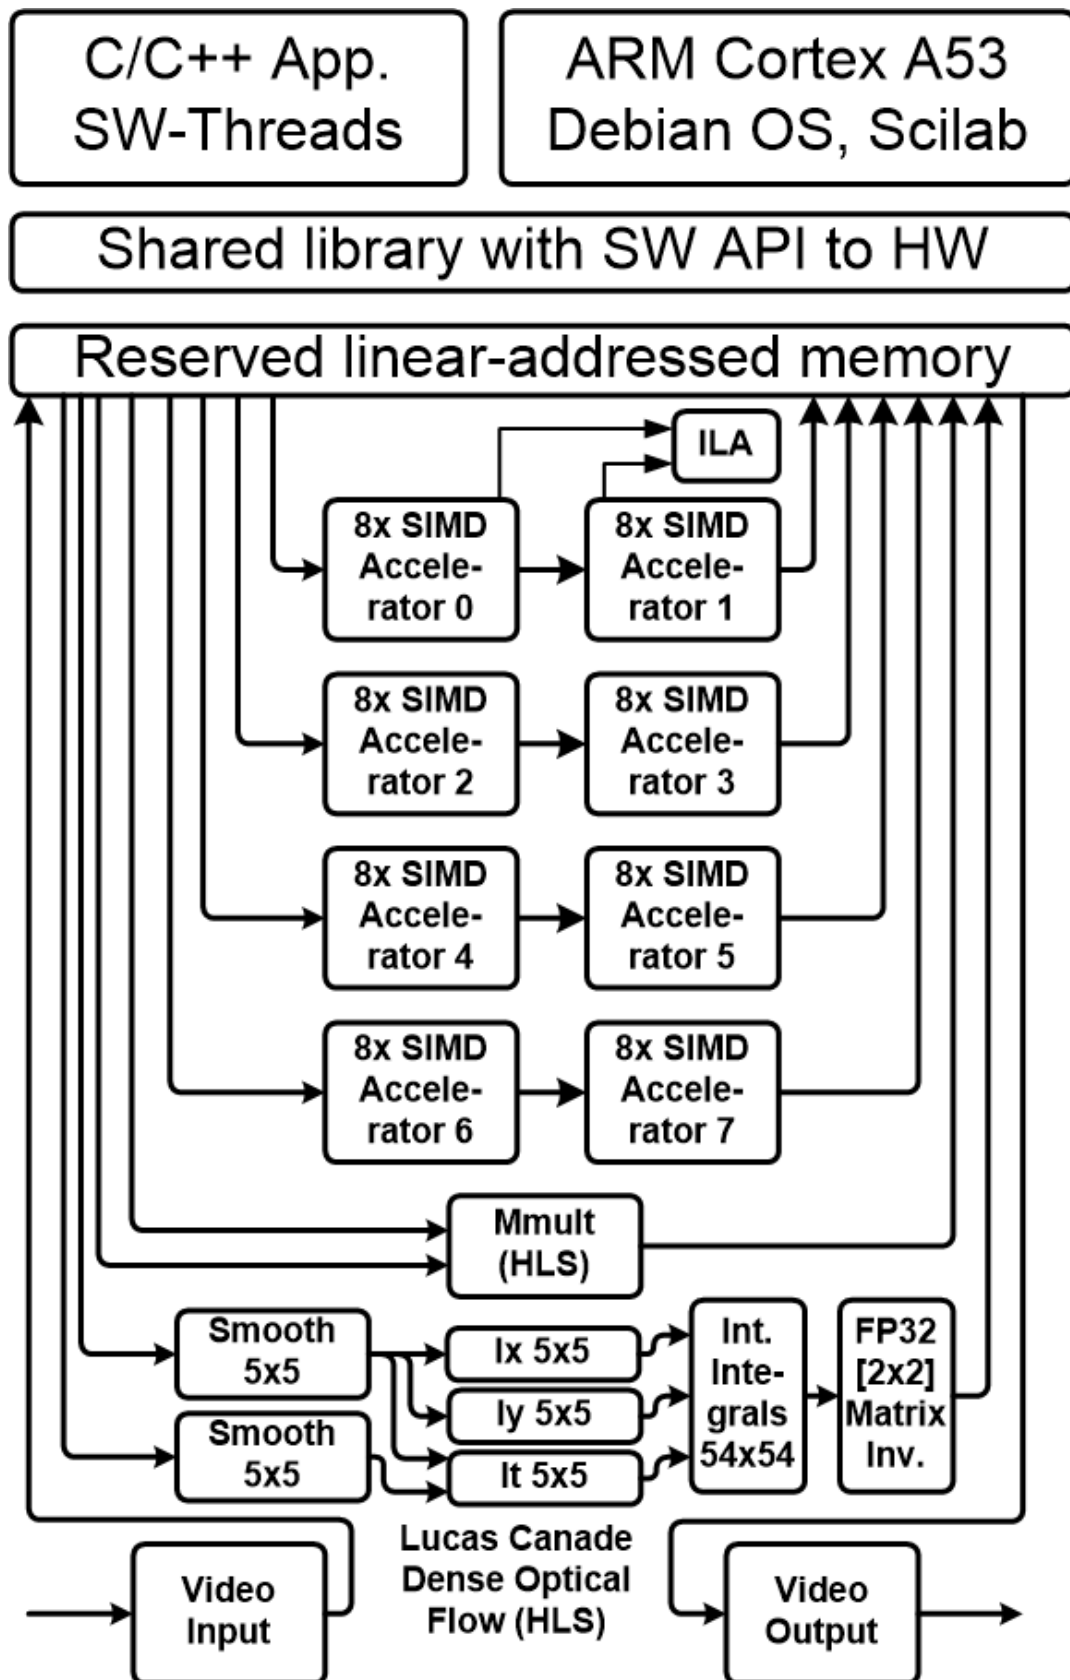 C/C++ App.
SW-Threads
ARM Cortex A53
Debian OS, Scilab
Shared library with SW API to HW
Reserved linear-addressed memory
ILA
8x SIMD
Accele-
rator 0
8x SIMD
Accele-
rator 1
8x SIMD
Accele-
rator 2
8x SIMD
Accele-
rator 3
8x SIMD
Accele-
rator 4
8x SIMD
Accele-
rator 5
8x SIMD
Accele-
rator 6
8x SIMD
Accele-
rator 7
Mmult
(HLS)
Smooth
5x5
Smooth
5x5
Ix 5x5
Iy 5x5
It 5x5
Int.
Inte-
grals
54x54
FP32
[2x2]
Matrix
Inv.
Lucas Canade
Dense Optical
Flow (HLS)
Video
Input
Video
Output